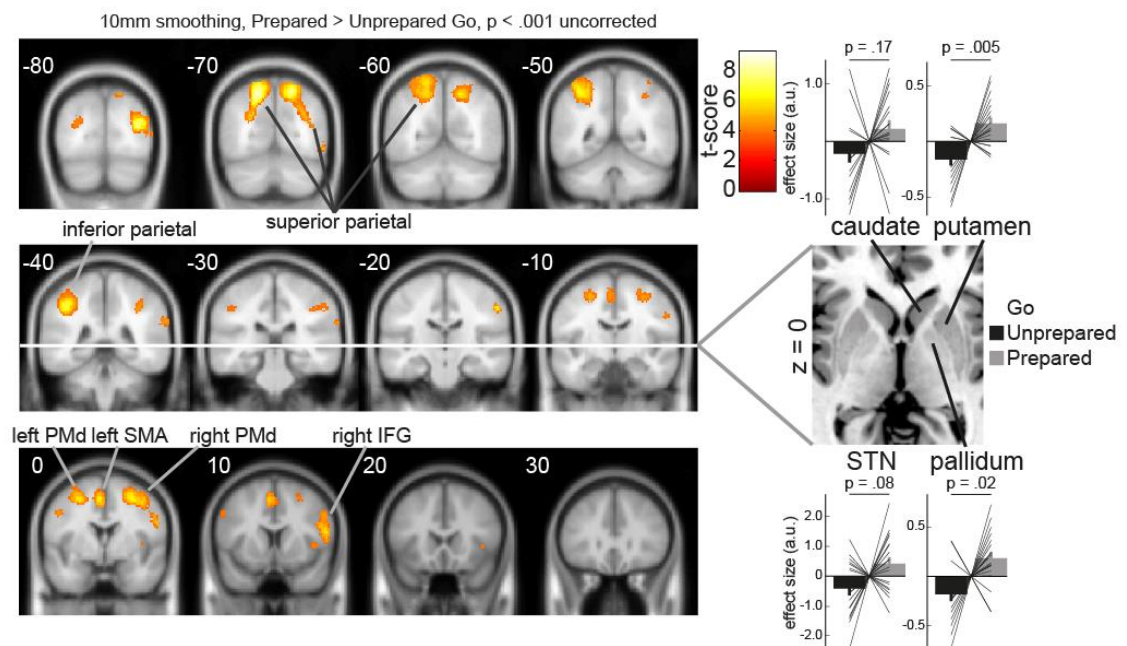 10mm smoothing, Prepared > Unprepared Go, p < .001 uncorrected
-80
-70
-60
-50
superior parietal
t-score
8
6
4
2
0
p = .17
p = .005
effect size (a.u.)
1.0
-1.0
0.5
-0.5
inferior parietal
-40
-30
-20
-10
caudate
putamen
z = 0
Go
Unprepared
Prepared
left PMd
left SMA
right PMd
right IFG
0
10
20
30
STN
pallidum
p = .08
p = .02
effect size (a.u.)
2.0
1.0
0
-1.0
-2.0
0.5
-0.5